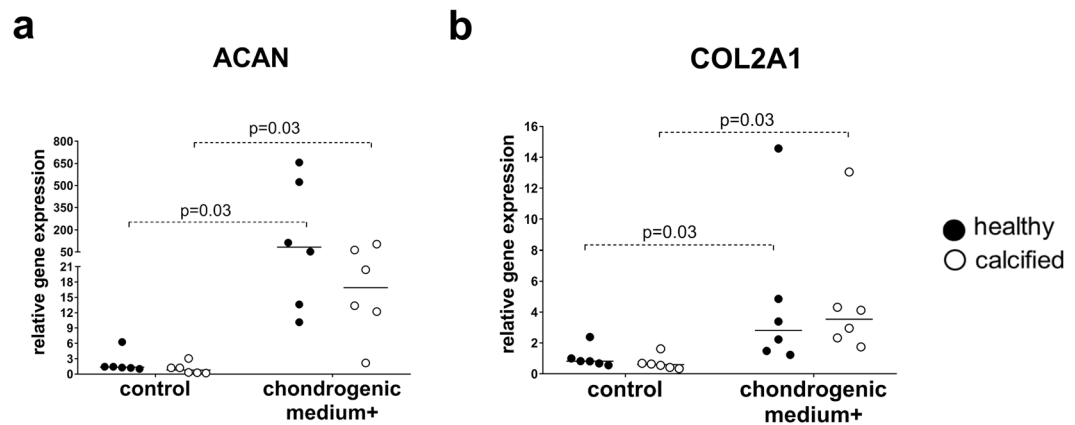 a
ACAN
relative gene expression
800
650
500
350
200
50
21
18
15
12
9
6
3
0
p=0.03
p=0.03
control
chondrogenic
medium+
b
COL2A1
relative gene expression
16
14
12
10
8
6
4
2
0
p=0.03
p=0.03
control
chondrogenic
medium+
healthy
calcified